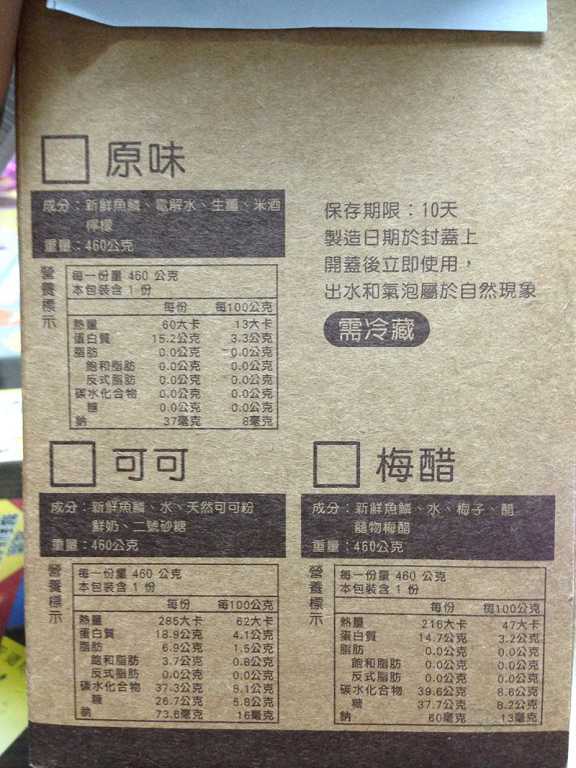 原味
成分：新鮮魚鱗、電解水、生薑、米酒
檸檬
重量：460公克
營養標示
每一份量 460 公克
本包裝含 1 份
每份 每100公克
熱量 60大卡 13大卡
蛋白質 15.2公克 3.3公克
脂肪 0.0公克 0.0公克
飽和脂肪 0.0公克 0.0公克
反式脂肪 0.0公克 0.0公克
碳水化合物 0.0公克 0.0公克
糖 0.0公克 0.0公克
鈉 37毫克 8毫克
保存期限：10天
製造日期於封蓋上
開蓋後立即使用，
出水和氣泡屬於自然現象
需冷藏
可可
成分：新鮮魚鱗、水、天然可可粉
鮮奶、二號砂糖
重量：460公克
營養標示
每一份量 460 公克
本包裝含 1 份
每份 每100公克
熱量 285大卡 62大卡
蛋白質 18.9公克 4.1公克
脂肪 6.9公克 1.5公克
飽和脂肪 3.7公克 0.8公克
反式脂肪 0.0公克 0.0公克
碳水化合物 37.3公克 8.1公克
糖 26.7公克 5.8公克
鈉 73.6毫克 16毫克
梅醋
成分：新鮮魚鱗、水、梅子、醋
穀物梅醋
重量：460公克
營養標示
每一份量 460 公克
本包裝含 1 份
每份 每100公克
熱量 216大卡 47大卡
蛋白質 14.7公克 3.2公克
脂肪 0.0公克 0.0公克
飽和脂肪 0.0公克 0.0公克
反式脂肪 0.0公克 0.0公克
碳水化合物 39.6公克 8.6公克
糖 37.7公克 8.2公克
鈉 60毫克 13毫克